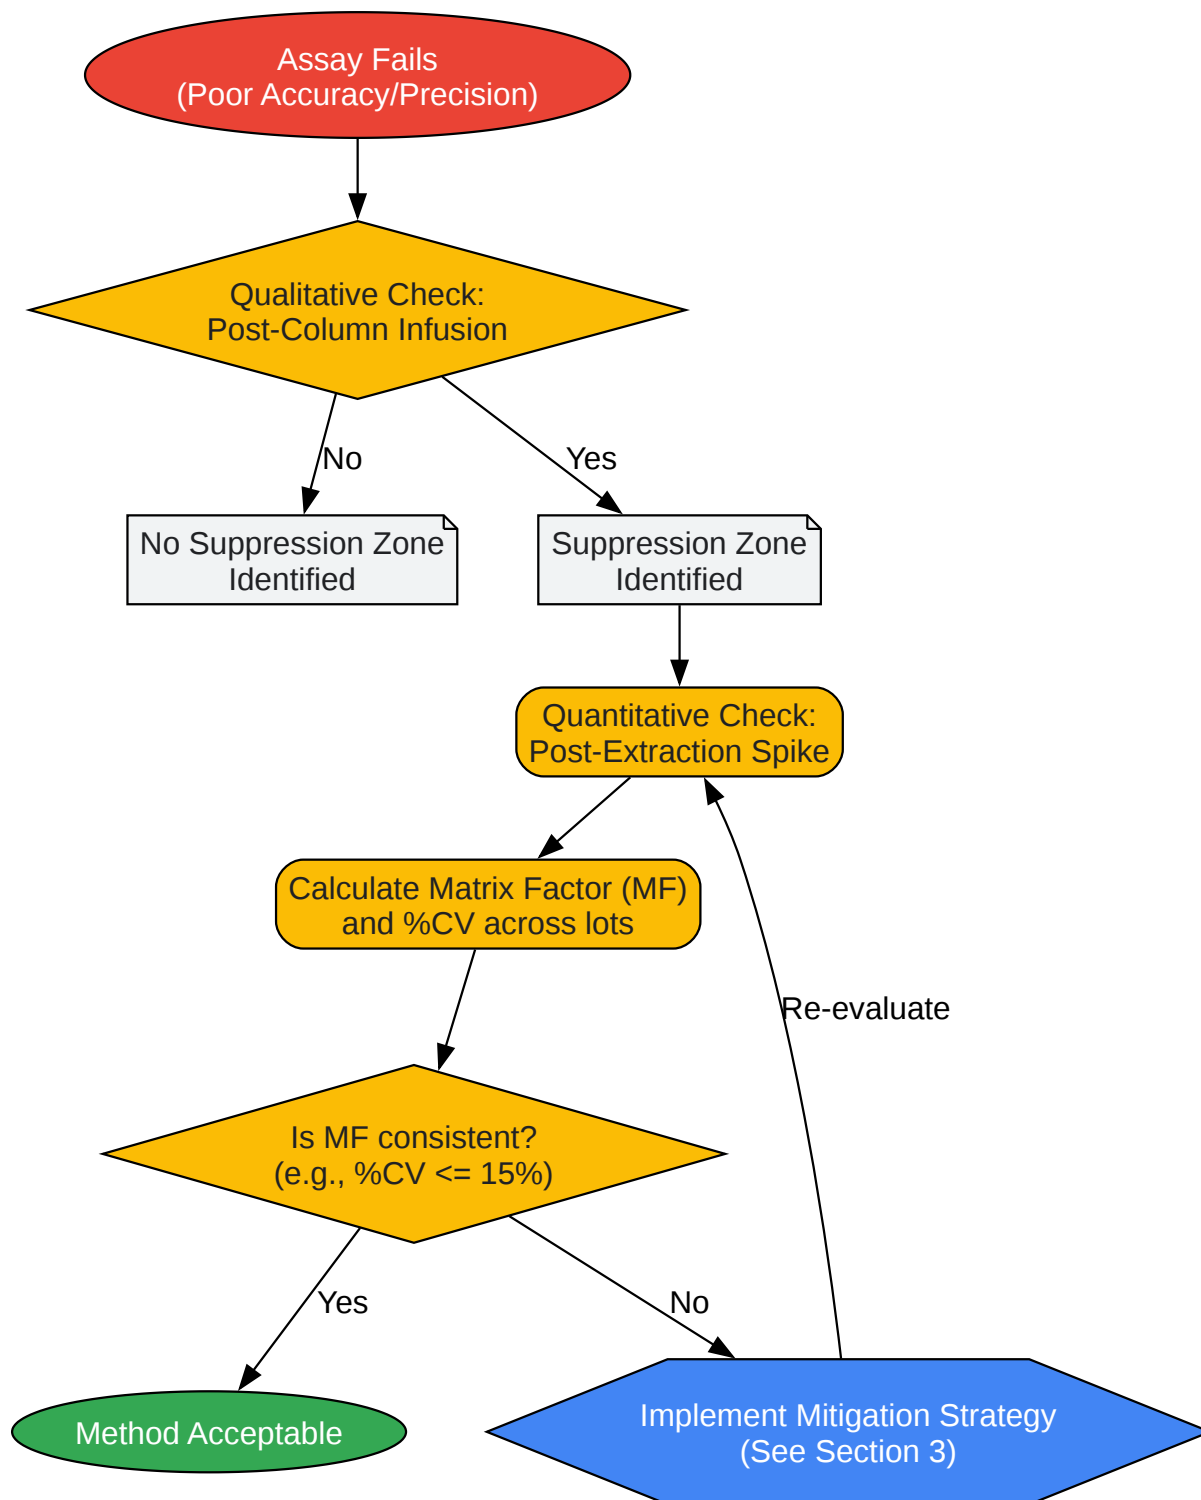 Assay Fails
(Poor Accuracy/Precision)
Qualitative Check:
Post-Column Infusion
No
Yes
No Suppression Zone
Identified
Suppression Zone
Identified
Quantitative Check:
Post-Extraction Spike
Calculate Matrix Factor (MF)
and %CV across lots
Re-evaluate
Is MF consistent?
(e.g., %CV <= 15%)
Yes
No
Method Acceptable
Implement Mitigation Strategy
(See Section 3)